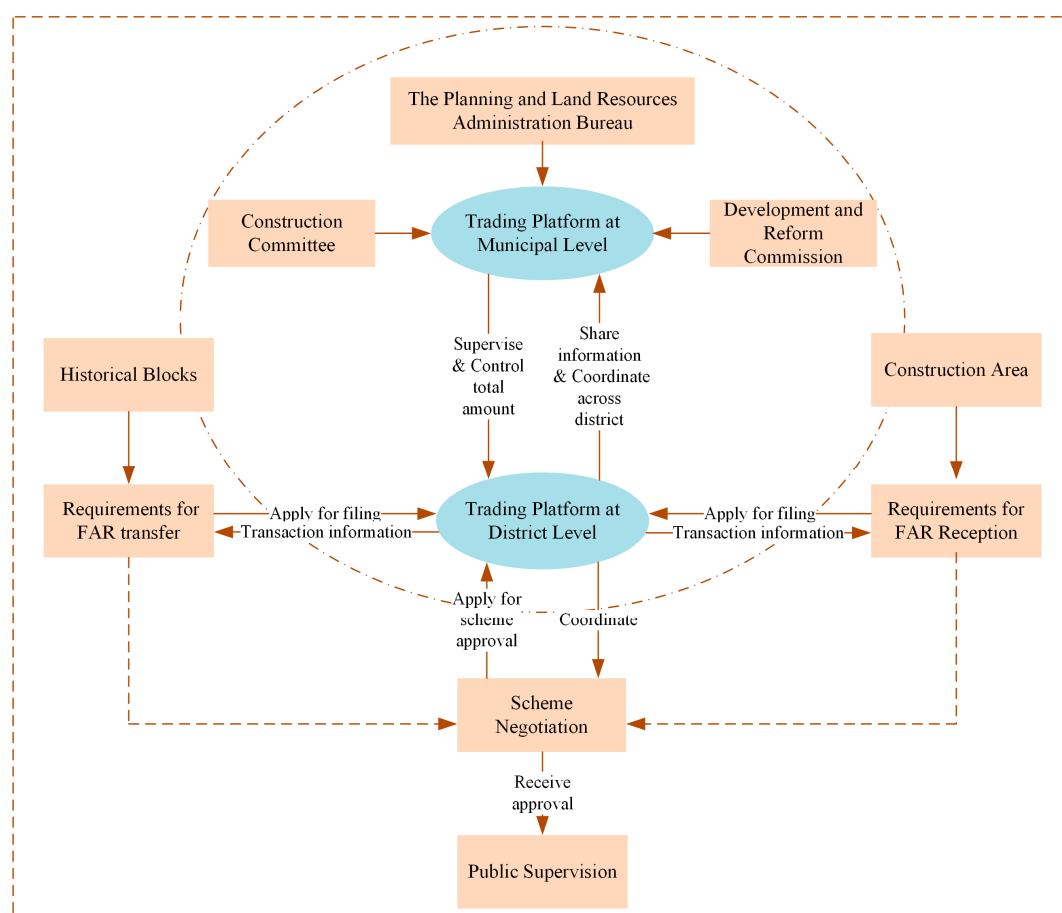 The Planning and Land Resources
Administration Bureau
Construction
Committee
Trading Platform at
Municipal Level
Development and
Reform
Commission
Supervise
& Control
total
amount
Share
information
& Coordinate
across
district
Historical Blocks
Construction Area
Requirements for
FAR transfer
Apply for filing
Transaction information
Trading Platform at
District Level
Apply for filing
Transaction information
Requirements for
FAR Reception
Apply for
scheme
approval
Coordinate
Scheme
Negotiation
Receive
approval
Public Supervision